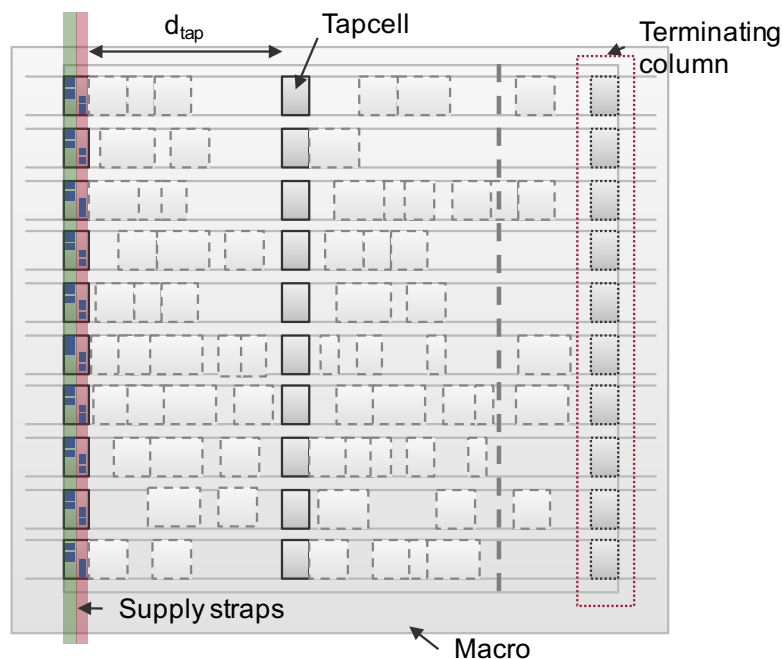 d_tap
Tapcell
Terminating
column
Supply straps
Macro